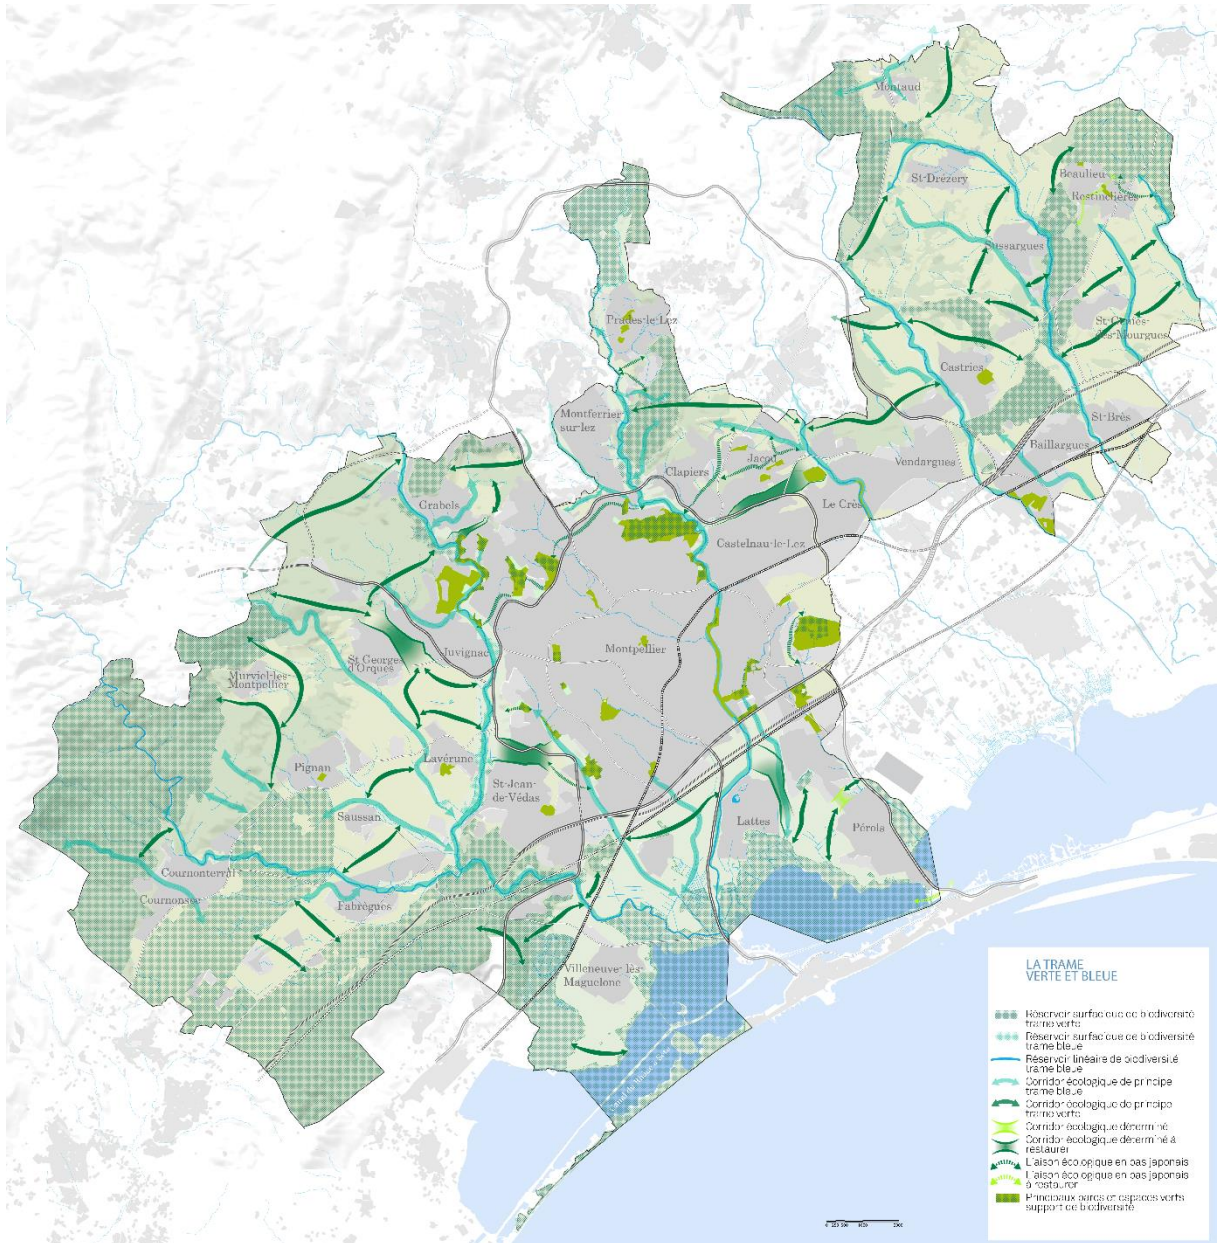 Montaud
St-Drézery
Beaulieu
Restinclières
Sussargues
Prades-le-Lez
St-Geniès-
des-Mourgues
Castries
Montferrier
sur-lez
St-Brès
Baillargues
Clapiers
Jacou
Vendargues
Grabels
Le Crès
Castelnau-le-Lez
Juvignac
Montpellier
St Georges
d'Orques
Murviel-lès-
Montpellier
Pignan
Lavérune
St-Jean-
de-Védas
Saussan
Lattes
Pérols
Cournonterral
Cournonsec
Fabrègues
Villeneuve-lès-
Maguelone
LA TRAME
VERTE ET BLEUE
Réservoir surfacique de biodiversité
trame verte
Réservoir surfacique de biodiversité
trame bleue
Réservoir linéaire de biodiversité
trame bleue
Corridor écologique de principe
trame bleue
Corridor écologique de principe
trame verte
Corridor écologique déterminé
Corridor écologique déterminé à
restaurer
Liaison écologique en pas japonais
Liaison écologique en pas japonais
à restaurer
Principaux parcs et espaces verts
support de biodiversité